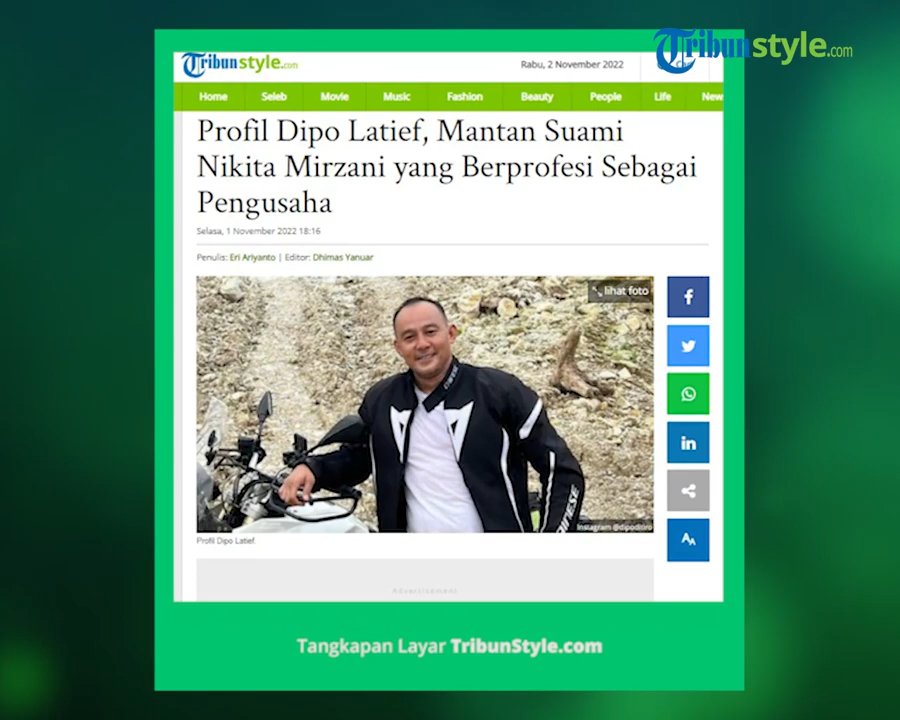 Tribunstyle.com
Tribunstyle.com
Rabu, 2 November 2022
Home Seleb Movie Music Fashion Beauty People Life New
Profil Dipo Latief, Mantan Suami
Nikita Mirzani yang Berprofesi Sebagai
Pengusaha
Selasa, 1 November 2022 18:16
Penulis: Eri Ariyanto | Editor: Dhimas Yanuar
lihat foto
Instagram @dipoditiro
Profil Dipo Latief.
Advertisement
Tangkapan Layar TribunStyle.com